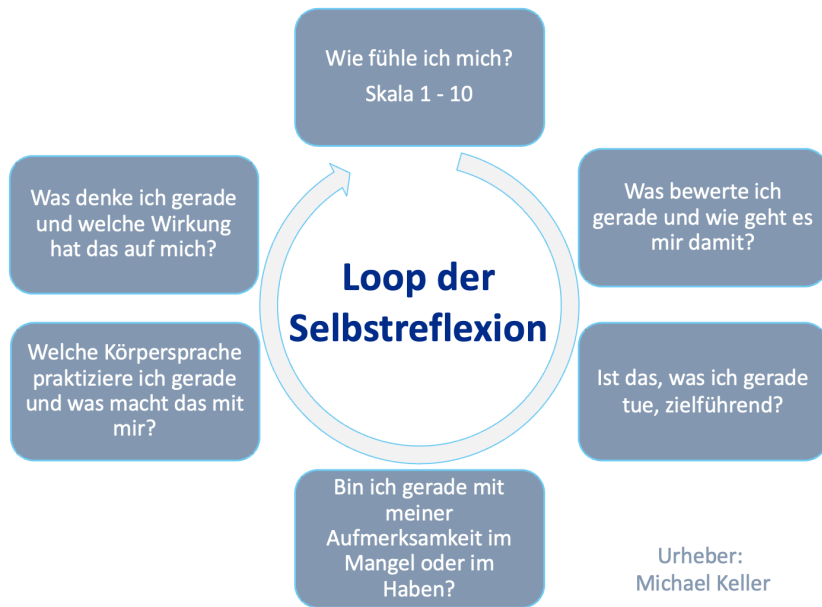 Wie fühle ich mich?
Skala 1 - 10
Was bewerte ich
gerade und wie geht es
mir damit?
Ist das, was ich gerade
tue, zielführend?
Bin ich gerade mit
meiner
Aufmerksamkeit im
Mangel oder im
Haben?
Welche Körpersprache
praktiziere ich gerade
und was macht das mit
mir?
Was denke ich gerade
und welche Wirkung
hat das auf mich?
Loop der
Selbstreflexion
Urheber:
Michael Keller